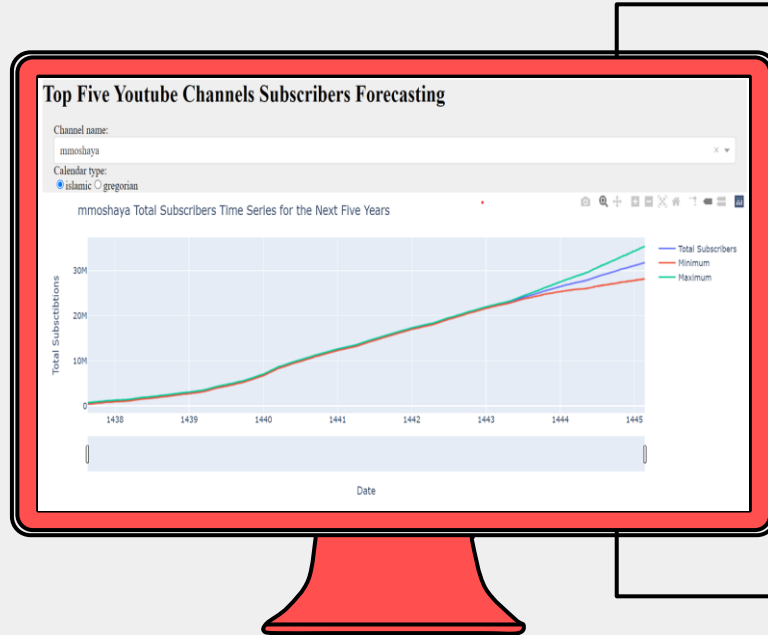 Top Five Youtube Channels Subscribers Forecasting
Channel name:
mmoshaya
Calendar type:
islamic gregorian
mmoshaya Total Subscribers Time Series for the Next Five Years
Total Subscribers
Minimum
Maximum
Total Subsctibtions
30M
20M
10M
0
1438 1439 1440 1441 1442 1443 1444 1445
Date